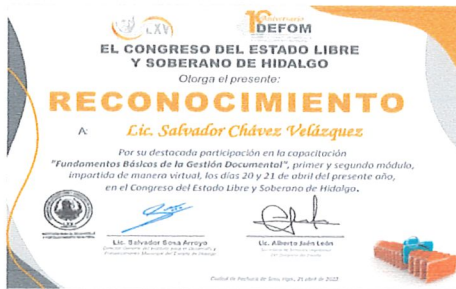 LXV
DEFOM
EL CONGRESO DEL ESTADO LIBRE
Y SOBERANO DE HIDALGO
Otorga el presente:
RECONOCIMIENTO
A: Lic. Salvador Chávez Velázquez
Por su destacada participación en la capacitación
"Fundamentos Básicos de la Gestión Documental", primer y segundo módulo,
impartida de manera virtual, los días 20 y 21 de abril del presente año,
en el Congreso del Estado Libre y Soberano de Hidalgo.
Lic. Salvador Sosa Arroyo
Lic. Alberto Jaén León